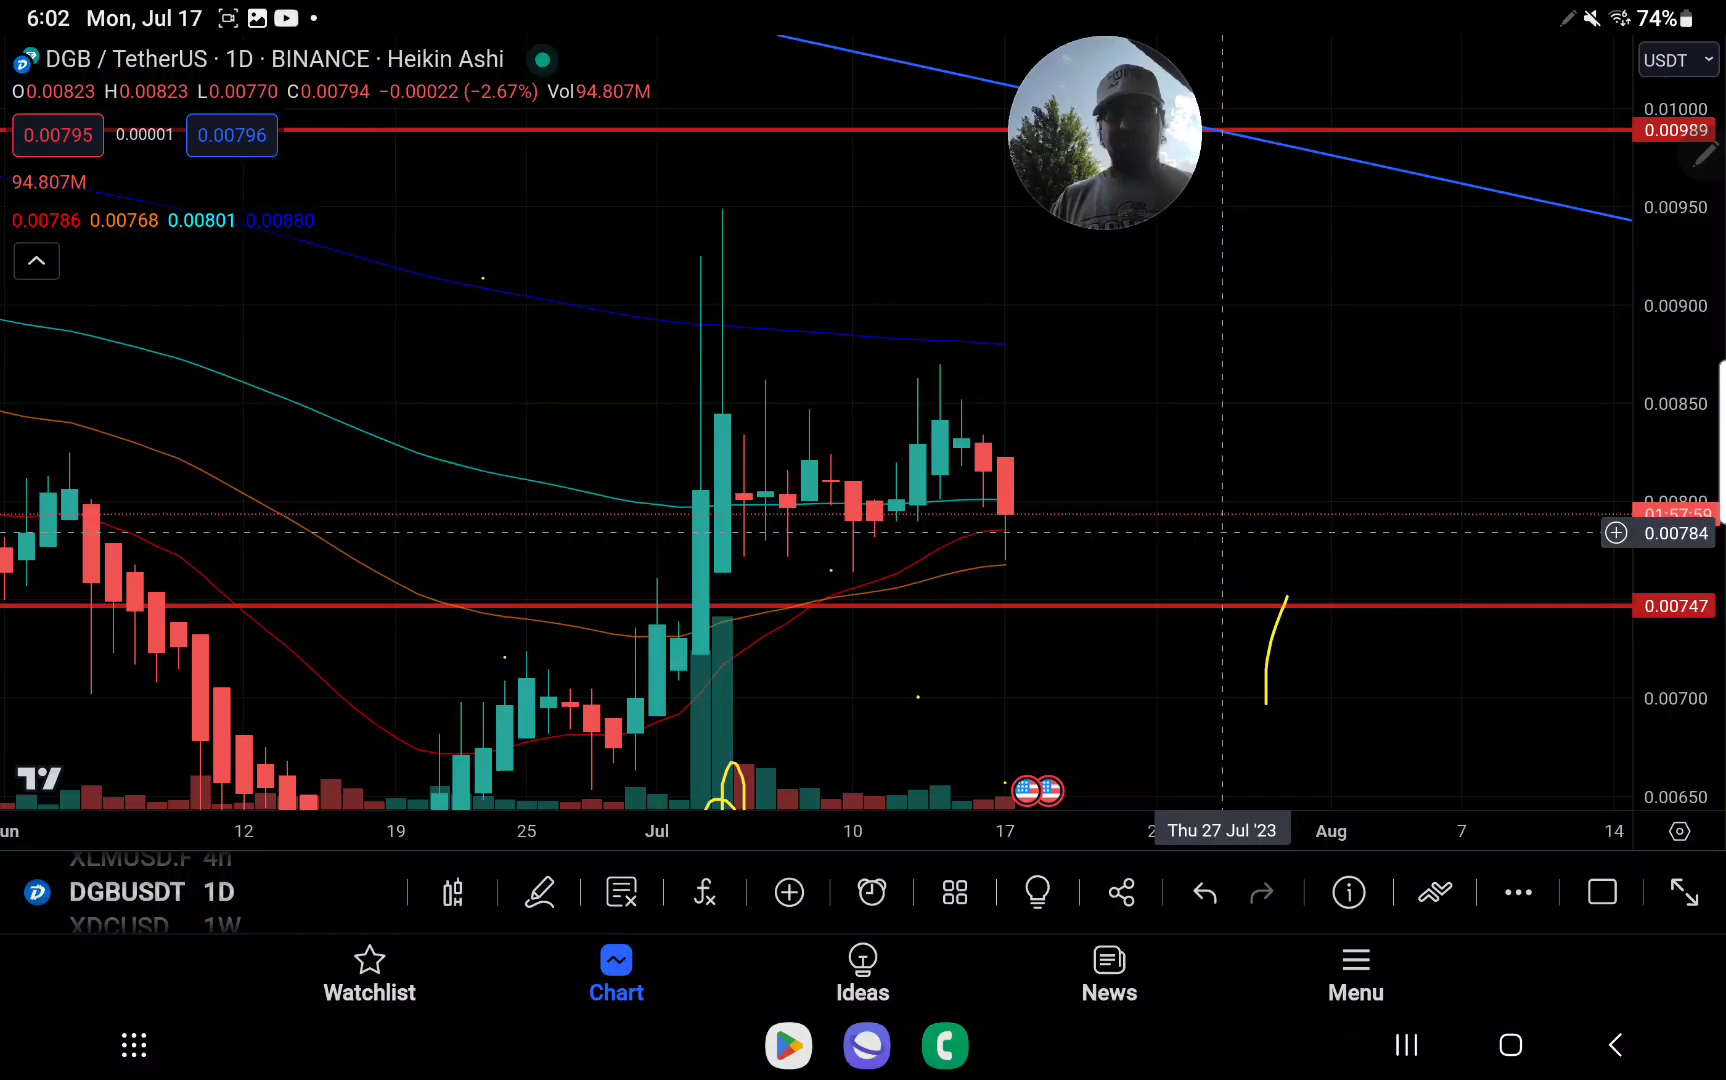 6:02 Mon, Jul 17 74%
DGB / TetherUS · 1D · BINANCE · Heikin Ashi
USDT
O0.00823 H0.00823 L0.00770 C0.00794 −0.00022 (−2.67%) Vol94.807M
0.01000
0.00795 0.00001 0.00796
0.00989
94.807M
0.00950
0.00786 0.00768 0.00801 0.00880
0.00900
0.00850
0.00800
01:57:59
0.00784
0.00747
0.00700
0.00650
un 12 19 25 Jul 10 17 2 Thu 27 Jul '23 Aug 7 14
XLMUSD.F 4h
DGBUSDT 1D
XDCUSD 1W
Watchlist Chart Ideas News Menu